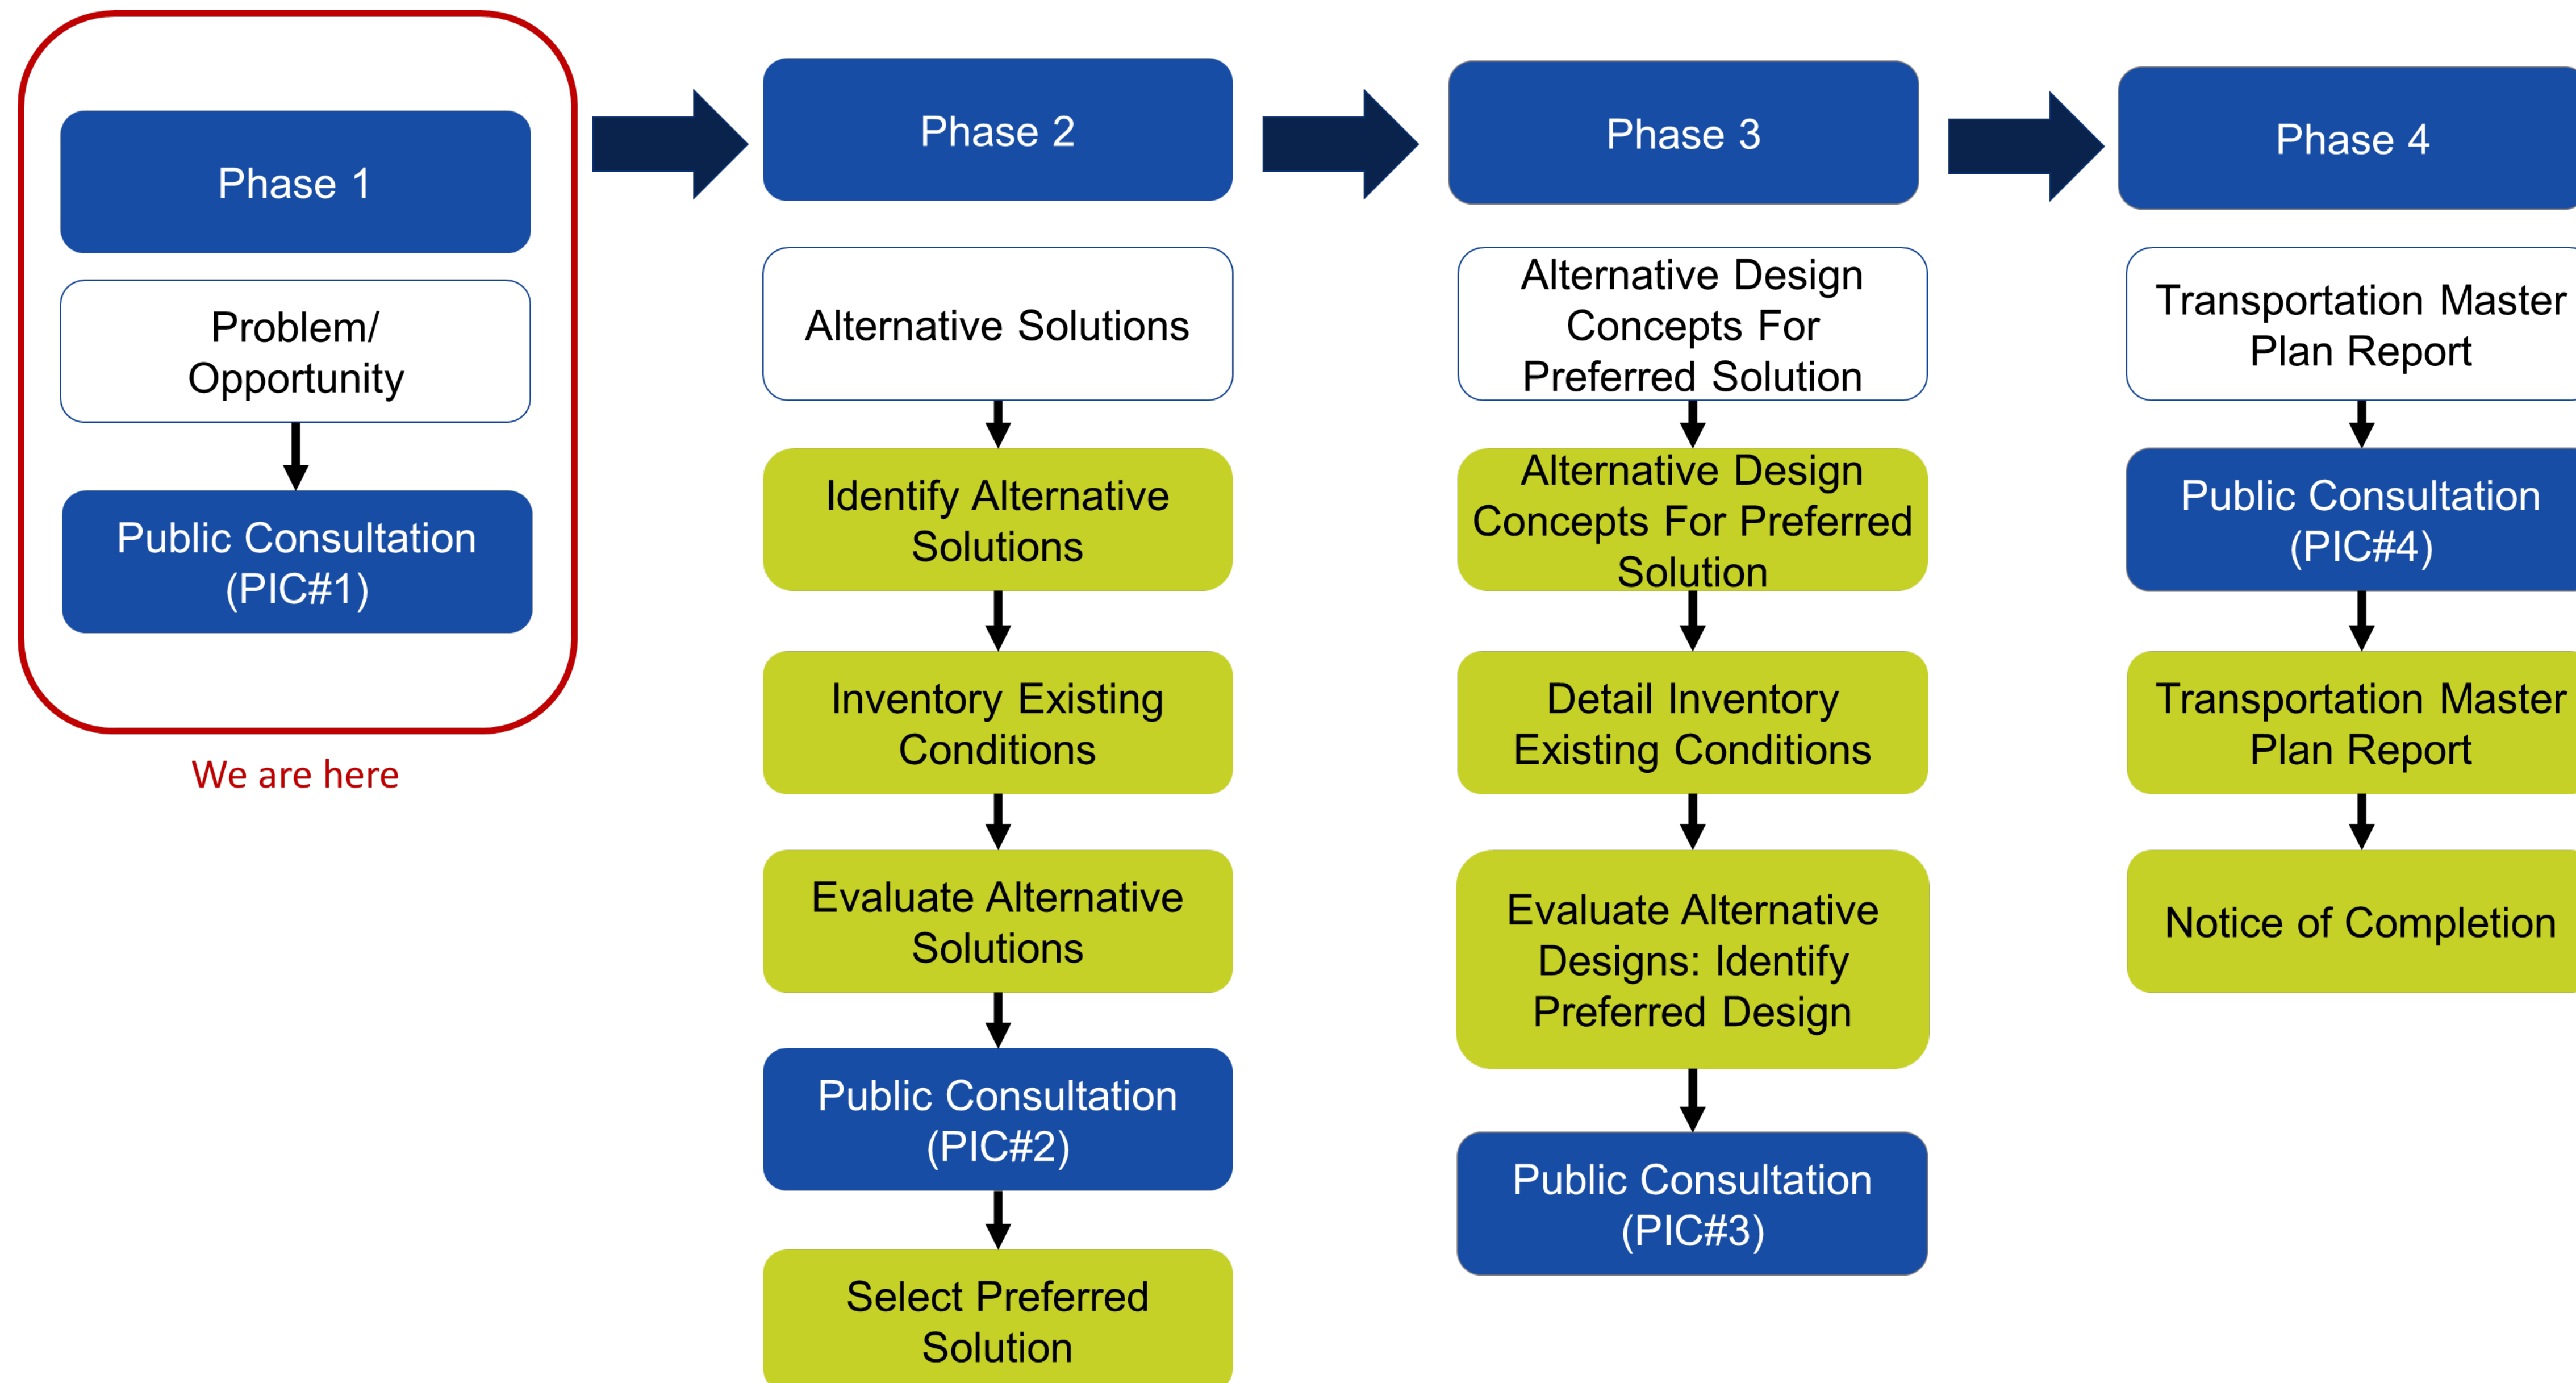 Phase 1
Problem/
Opportunity
Public Consultation
(PIC#1)
We are here
Phase 2
Alternative Solutions
Identify Alternative
Solutions
Inventory Existing
Conditions
Evaluate Alternative
Solutions
Public Consultation
(PIC#2)
Select Preferred
Solution
Phase 3
Alternative Design
Concepts For
Preferred Solution
Alternative Design
Concepts For Preferred
Solution
Detail Inventory
Existing Conditions
Evaluate Alternative
Designs: Identify
Preferred Design
Public Consultation
(PIC#3)
Phase 4
Transportation Master
Plan Report
Public Consultation
(PIC#4)
Transportation Master
Plan Report
Notice of Completion